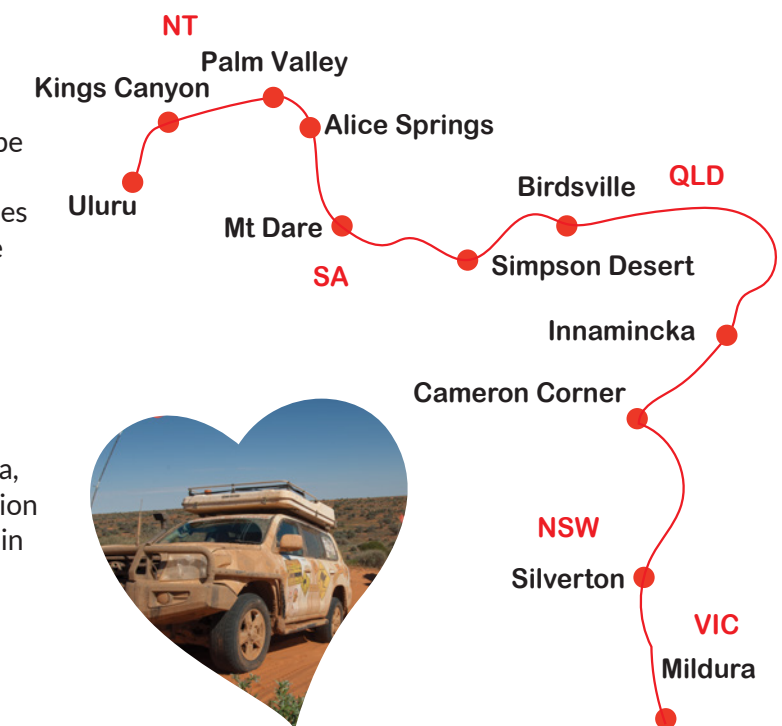 NT
Palm Valley
Kings Canyon
Alice Springs
Uluru
Mt Dare
SA
Birdsville
QLD
Simpson Desert
Innamincka
Cameron Corner
NSW
Silverton
VIC
Mildura
in